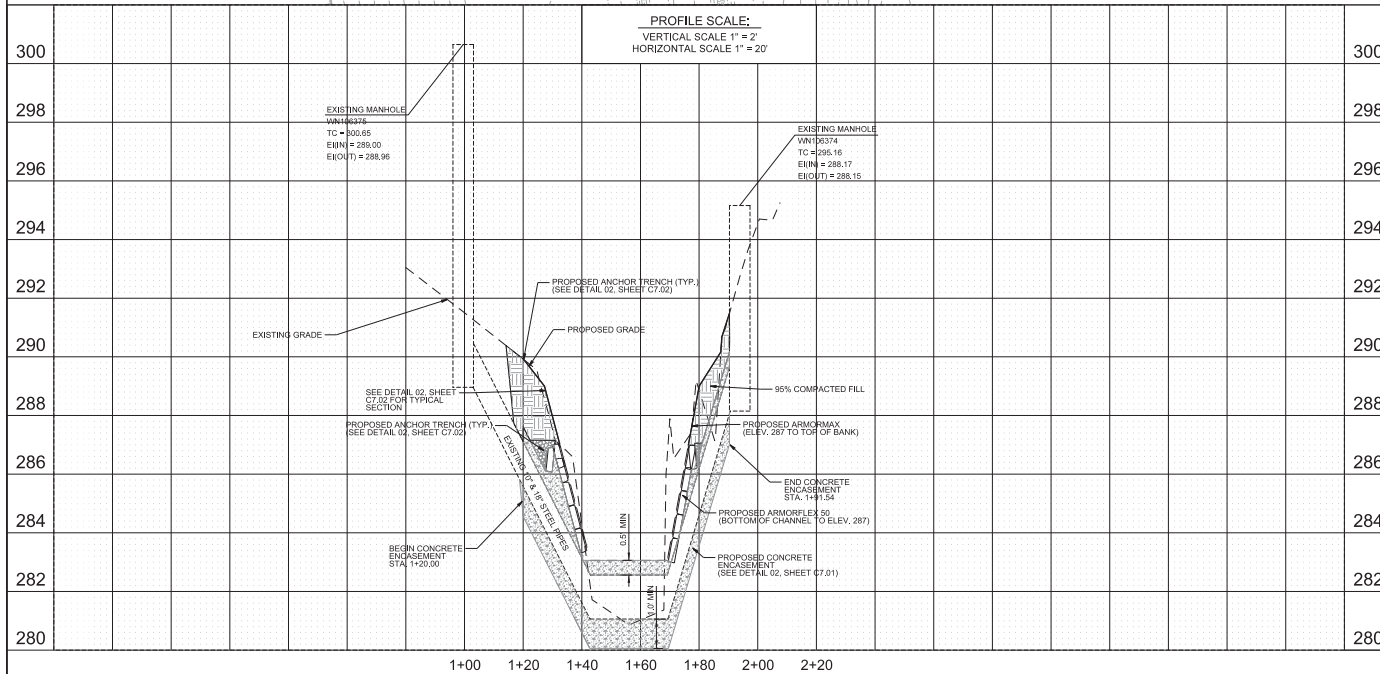 PROFILE SCALE:
VERTICAL SCALE 1" = 2'
HORIZONTAL SCALE 1" = 20'
300
300
298
298
296
296
294
294
292
292
290
290
288
288
286
286
284
284
282
282
280
280
EXISTING MANHOLE
WN106375
TC = 300.65
EI(IN) = 289.00
EI(OUT) = 288.96
EXISTING MANHOLE
WN106374
TC = 295.16
EI(IN) = 288.17
EI(OUT) = 288.15
PROPOSED ANCHOR TRENCH (TYP.)
(SEE DETAIL 02, SHEET C7.02)
EXISTING GRADE
PROPOSED GRADE
SEE DETAIL 02, SHEET
C7.02 FOR TYPICAL
SECTION
95% COMPACTED FILL
PROPOSED ANCHOR TRENCH (TYP.)
(SEE DETAIL 02, SHEET C7.02)
PROPOSED ARMORMAX
(ELEV. 287 TO TOP OF BANK)
EXISTING 10" & 18" STEEL PIPES
END CONCRETE
ENCASEMENT
STA. 1+91.54
PROPOSED ARMORFLEX 50
(BOTTOM OF CHANNEL TO ELEV. 287)
0.5' MIN
BEGIN CONCRETE
ENCASEMENT
STA. 1+20.00
PROPOSED CONCRETE
ENCASEMENT
(SEE DETAIL 02, SHEET C7.01)
1.0' MIN
1+00
1+20
1+40
1+60
1+80
2+00
2+20